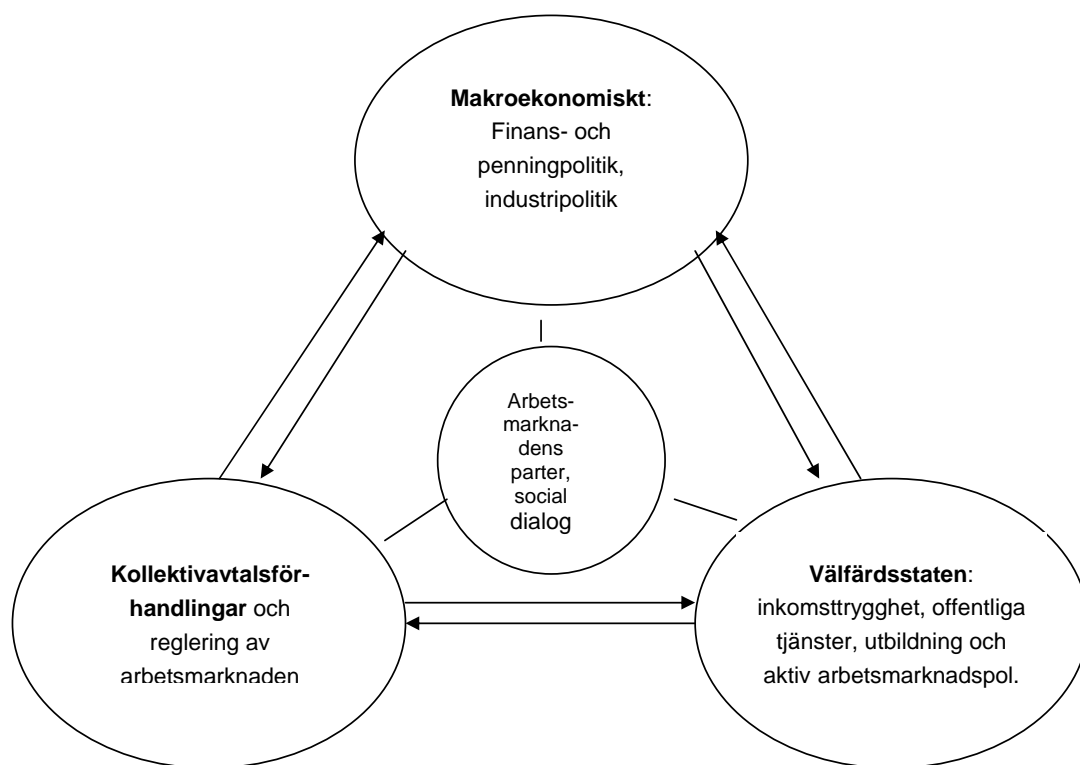 Makroekonomiskt:
Finans- och
penningpolitik,
industripolitik
Arbets-
markna-
dens
parter,
social
dialog
Kollektivavtalsför-
handlingar och
reglering av
arbetsmarknaden
Välfärdsstaten:
inkomsttrygghet, offentliga
tjänster, utbildning och
aktiv arbetsmarknadspol.